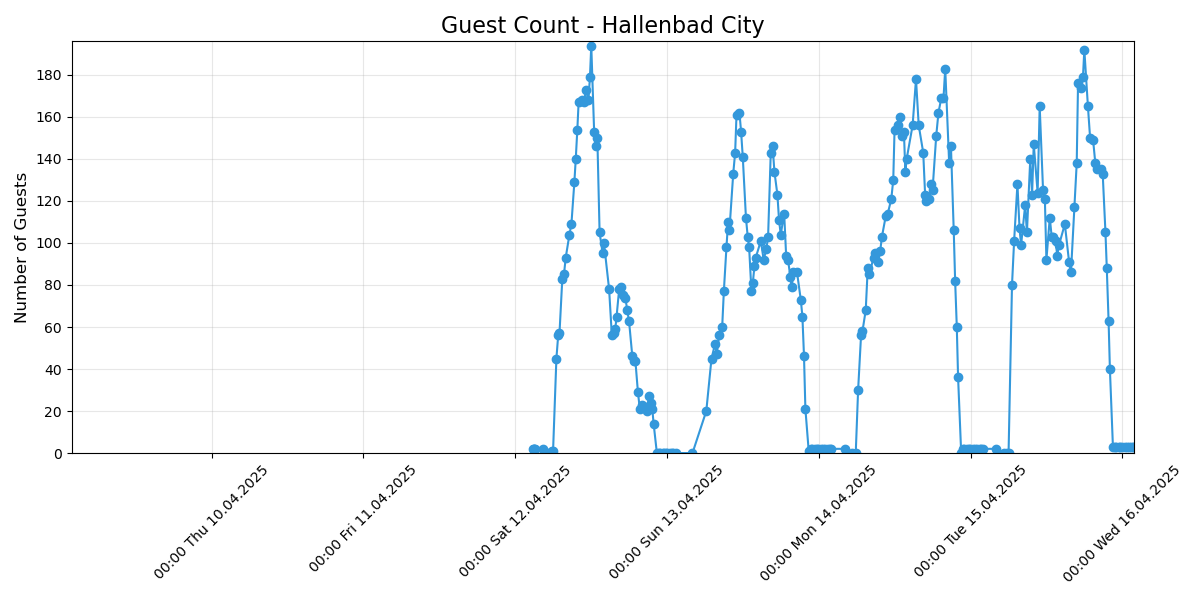 Guest Count - Hallenbad City
Number of Guests
180
160
140
120
100
80
60
40
20
0
00:00 Thu 10.04.2025
00:00 Fri 11.04.2025
00:00 Sat 12.04.2025
00:00 Sun 13.04.2025
00:00 Mon 14.04.2025
00:00 Tue 15.04.2025
00:00 Wed 16.04.2025